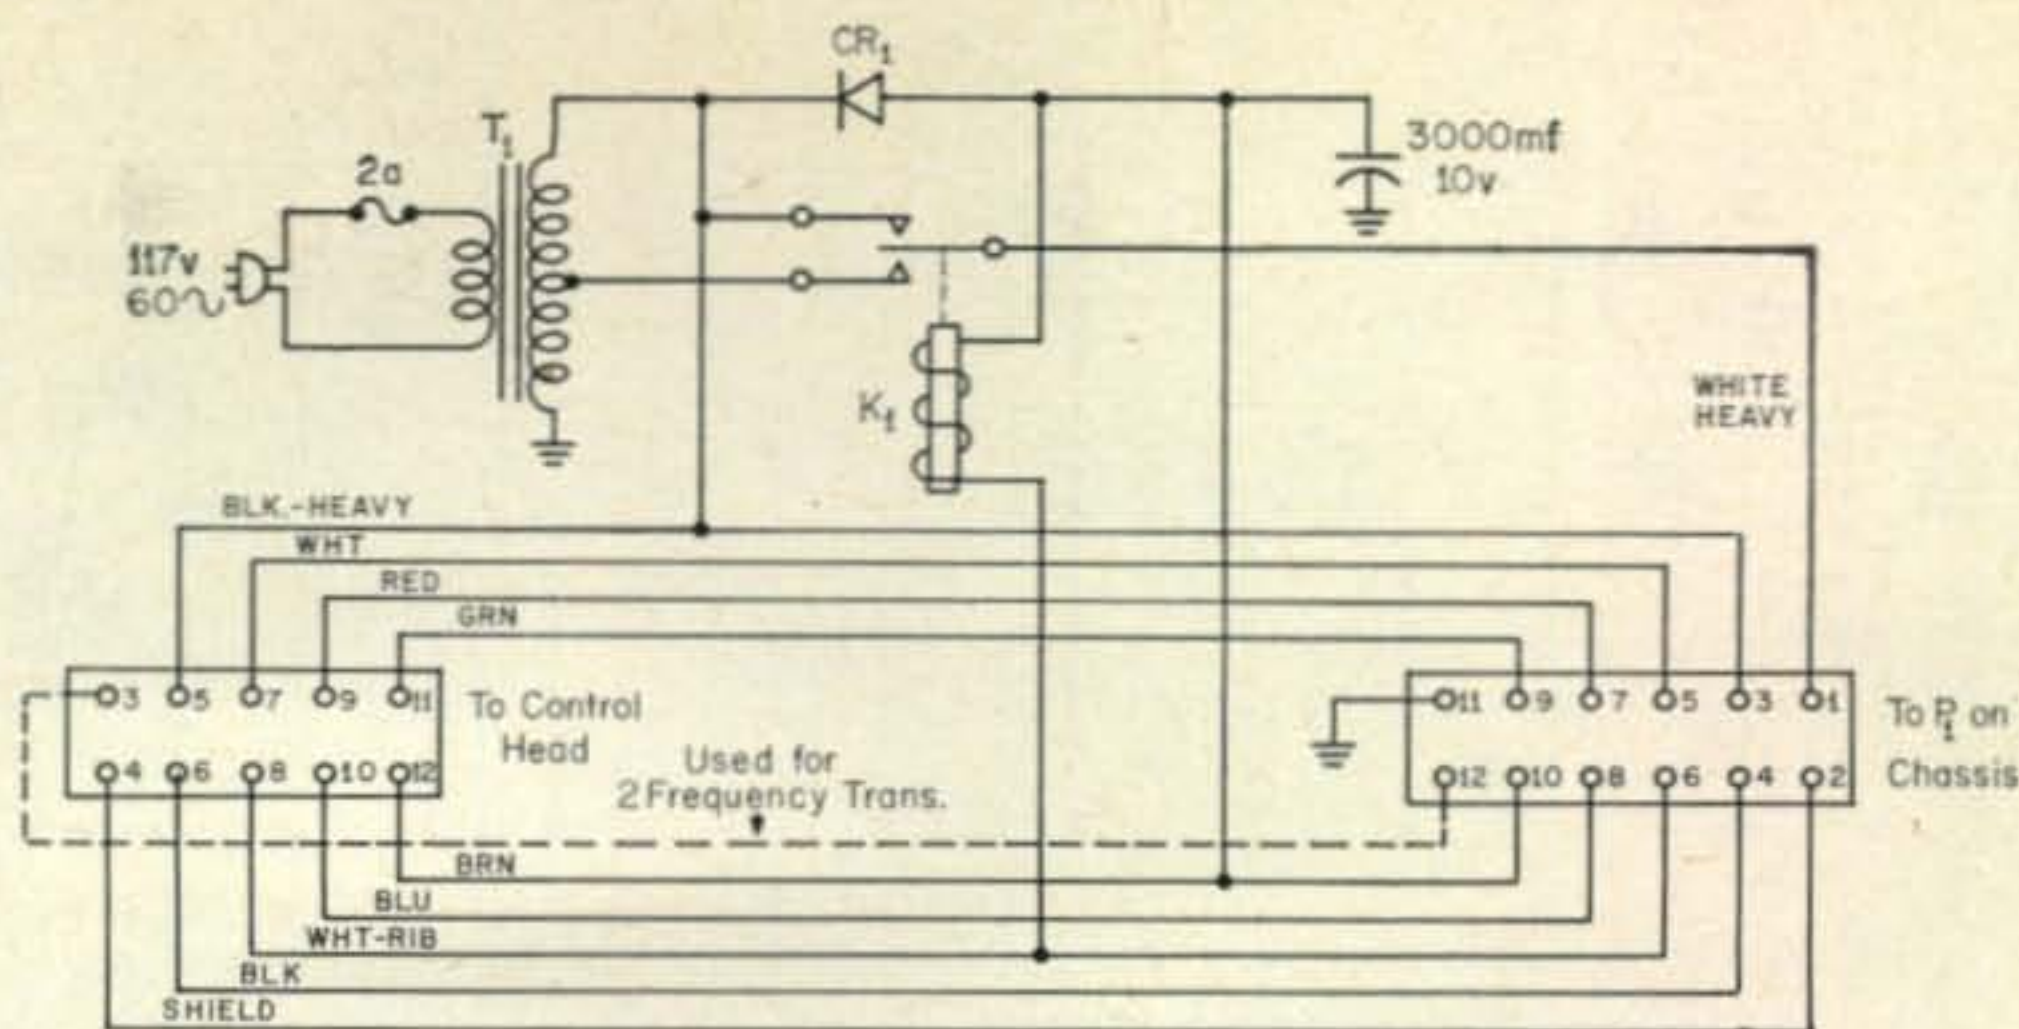 CR1
T1
3000mf
10v
2a
117v
60
K1
WHITE
HEAVY
BLK.-HEAVY
WHT
RED
GRN
3 5 7 9 11
To Control
Head
4 6 8 10 12
11 9 7 5 3 1
To P1 on
Chassis
12 10 8 6 4 2
Used for
2 Frequency Trans.
BRN
BLU
WHT-RIB
BLK
SHIELD